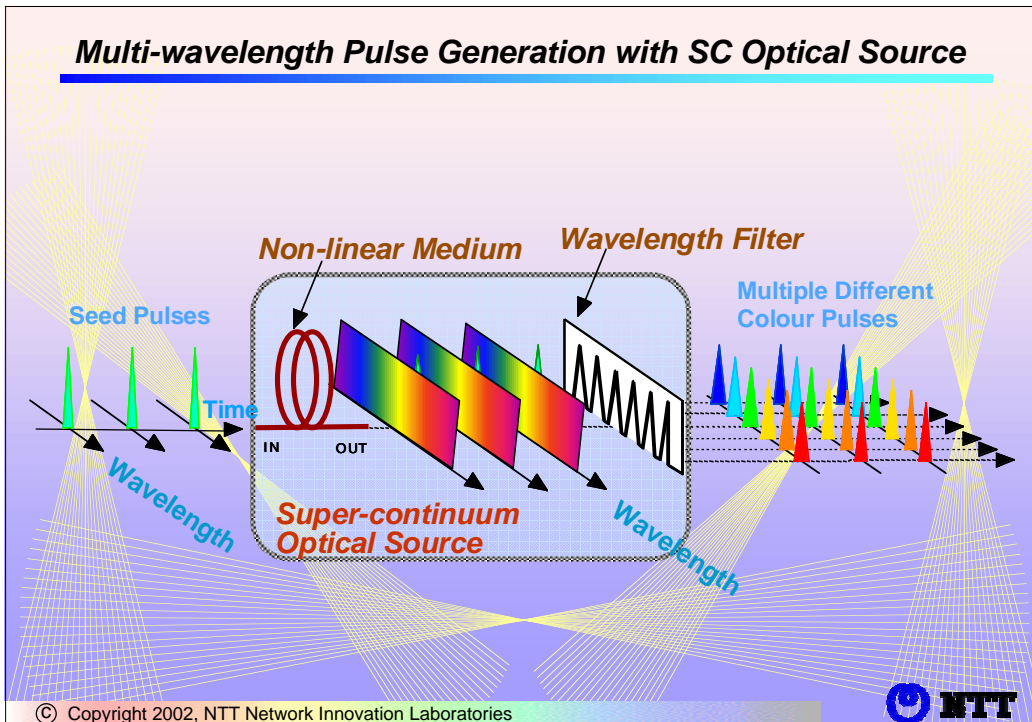 Multi-wavelength Pulse Generation with SC Optical Source
Non-linear Medium
Wavelength Filter
Seed Pulses
Multiple Different
Colour Pulses
Time
IN
OUT
Wavelength
Super-continuum
Optical Source
Wavelength
© Copyright 2002, NTT Network Innovation Laboratories
NTT